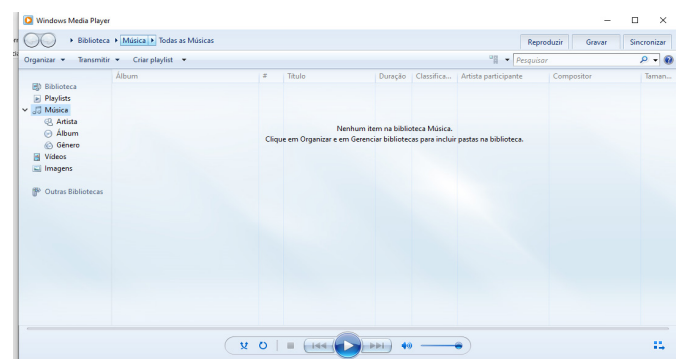 Windows Media Player
Biblioteca Música Todas as Músicas
Reproduzir Gravar Sincronizar
Organizar Transmitir Criar playlist Pesquisar
Álbum # Título Duração Classifica... Artista participante Compositor Taman...
Biblioteca
Playlists
Música
Artista
Álbum
Gênero
Vídeos
Imagens
Outras Bibliotecas
Nenhum item na biblioteca Música.
Clique em Organizar e em Gerenciar bibliotecas para incluir pastas na biblioteca.